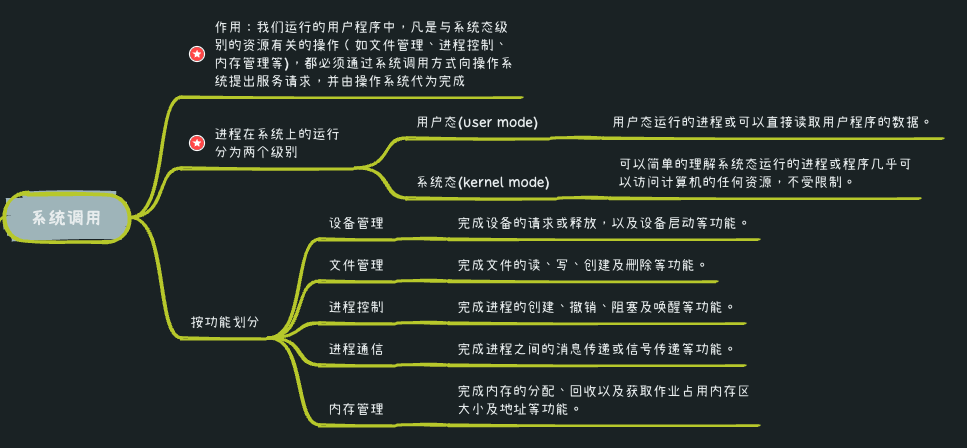 系统调用
作用：我们运行的用户程序中，凡是与系统态级
别的资源有关的操作（如文件管理、进程控制、
内存管理等)，都必须通过系统调用方式向操作系
统提出服务请求，并由操作系统代为完成
进程在系统上的运行
分为两个级别
用户态(user mode)
用户态运行的进程或可以直接读取用户程序的数据。
系统态(kernel mode)
可以简单的理解系统态运行的进程或程序几乎可
以访问计算机的任何资源，不受限制。
按功能划分
设备管理
完成设备的请求或释放，以及设备启动等功能。
文件管理
完成文件的读、写、创建及删除等功能。
进程控制
完成进程的创建、撤销、阻塞及唤醒等功能。
进程通信
完成进程之间的消息传递或信号传递等功能。
内存管理
完成内存的分配、回收以及获取作业占用内存区
大小及地址等功能。